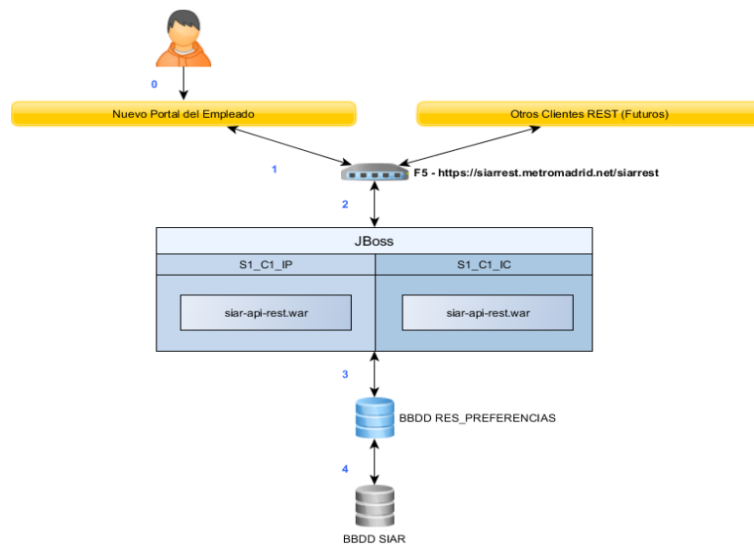 0
Nuevo Portal del Empleado
Otros Clientes REST (Futuros)
1
F5 - https://siarrest.metromadrid.net/siarrest
2
JBoss
S1_C1_IP
S1_C1_IC
siar-api-rest.war
siar-api-rest.war
3
BBDD RES_PREFERENCIAS
4
BBDD SIAR